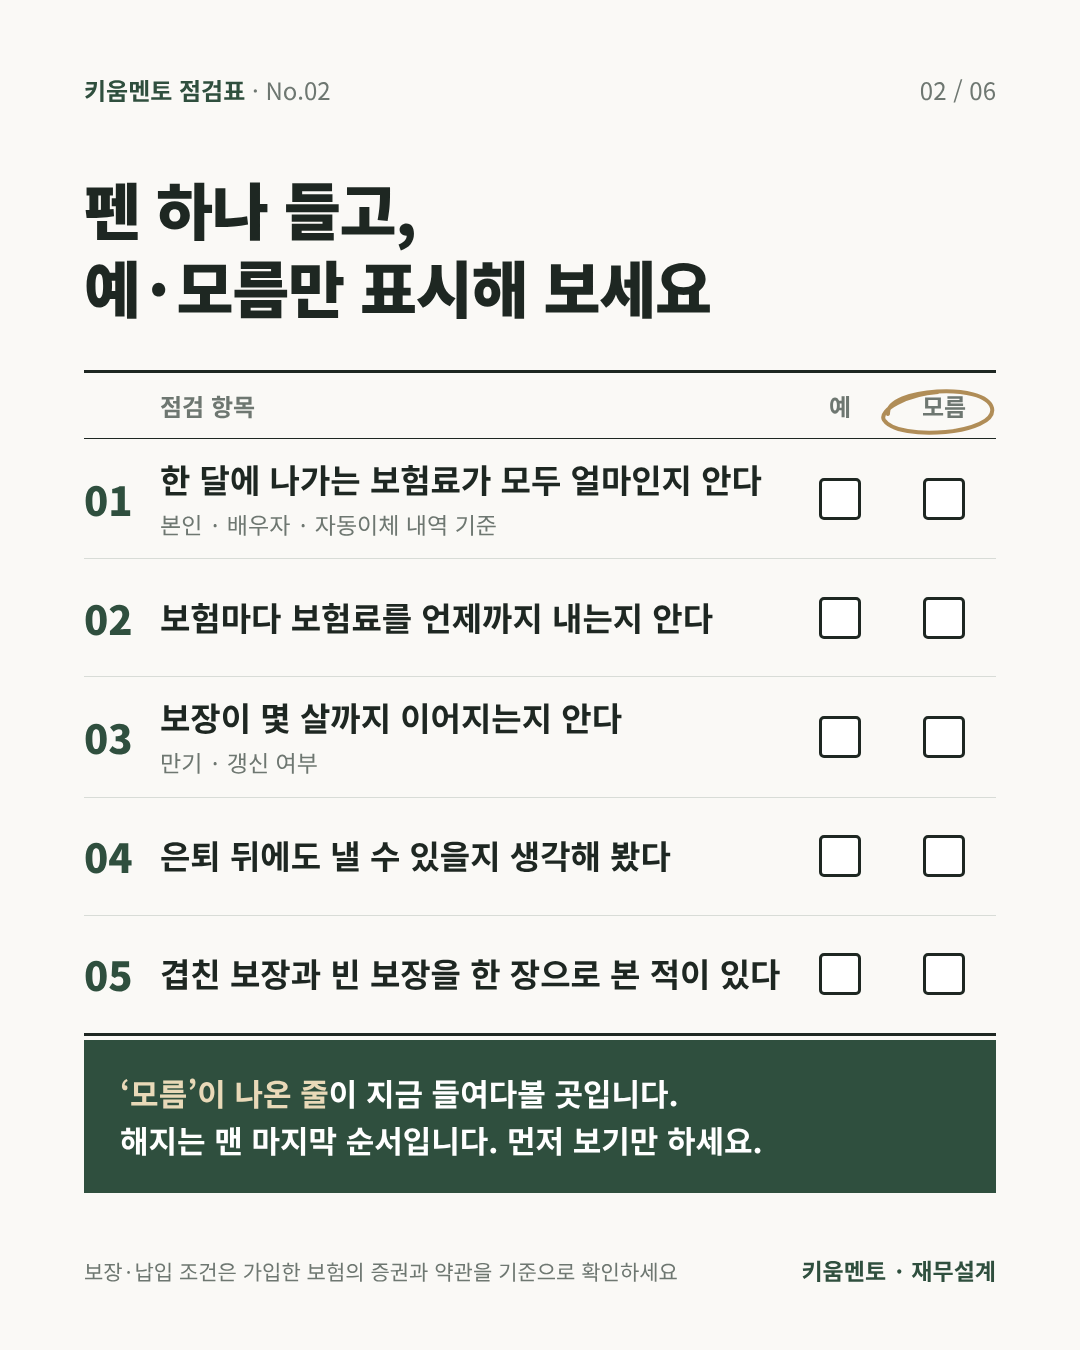 키움멘토 점검표 · No.02
02 / 06
펜 하나 들고,
예·모름만 표시해 보세요
점검 항목 예 모름
01 한 달에 나가는 보험료가 모두 얼마인지 안다
본인 · 배우자 · 자동이체 내역 기준
02 보험마다 보험료를 언제까지 내는지 안다
03 보장이 몇 살까지 이어지는지 안다
만기 · 갱신 여부
04 은퇴 뒤에도 낼 수 있을지 생각해 봤다
05 겹친 보장과 빈 보장을 한 장으로 본 적이 있다
‘모름’이 나온 줄이 지금 들여다볼 곳입니다.
해지는 맨 마지막 순서입니다. 먼저 보기만 하세요.
보장·납입 조건은 가입한 보험의 증권과 약관을 기준으로 확인하세요
키움멘토 · 재무설계